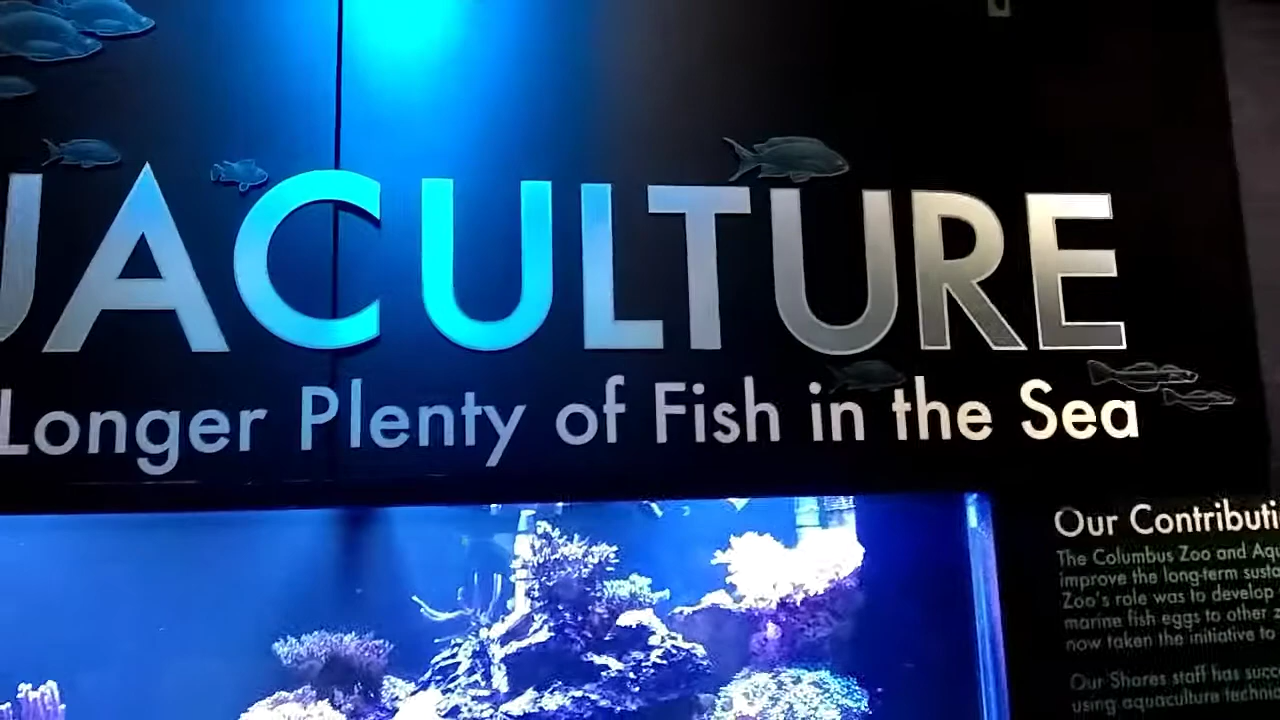 UACULTURE
Longer Plenty of Fish in the Sea
Our Contributi
The Columbus Zoo and Aqu
improve the long-term susta
Zoo's role was to develop
marine fish eggs to other
now taken the initiative to
Our Shores staff has succ
using aquaculture techni